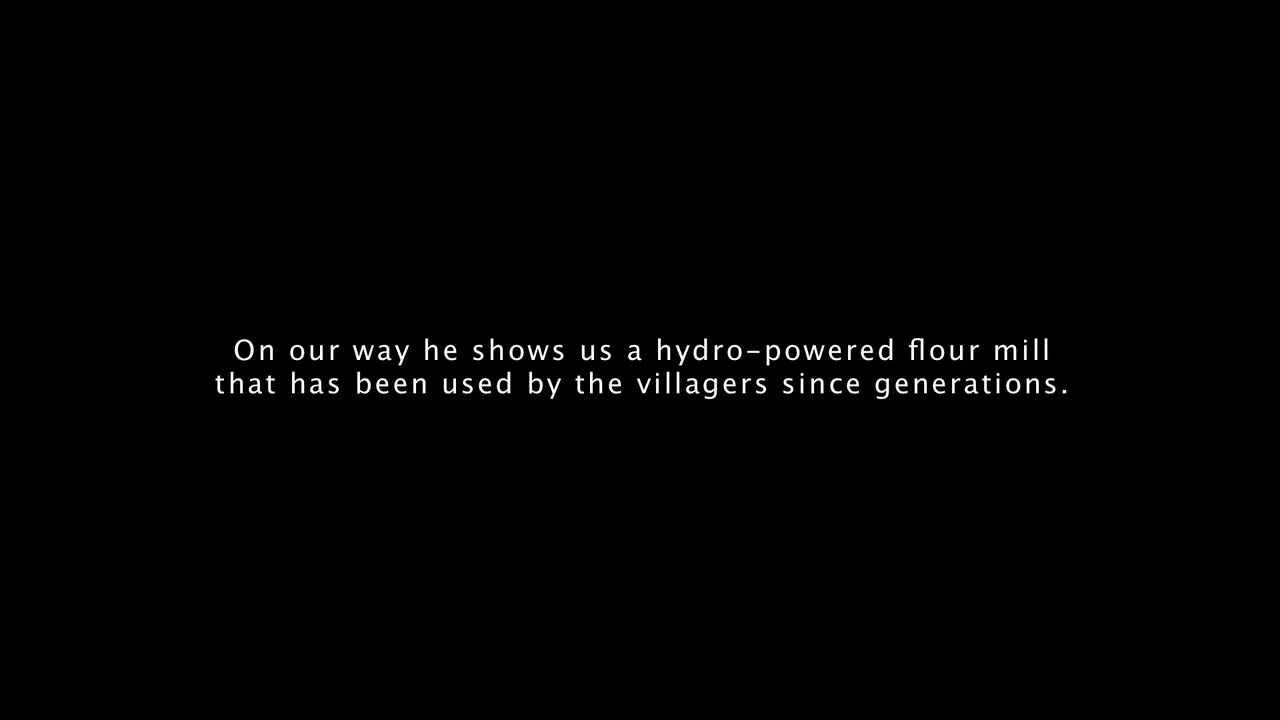 On our way he shows us a hydro-powered flour mill
that has been used by the villagers since generations.